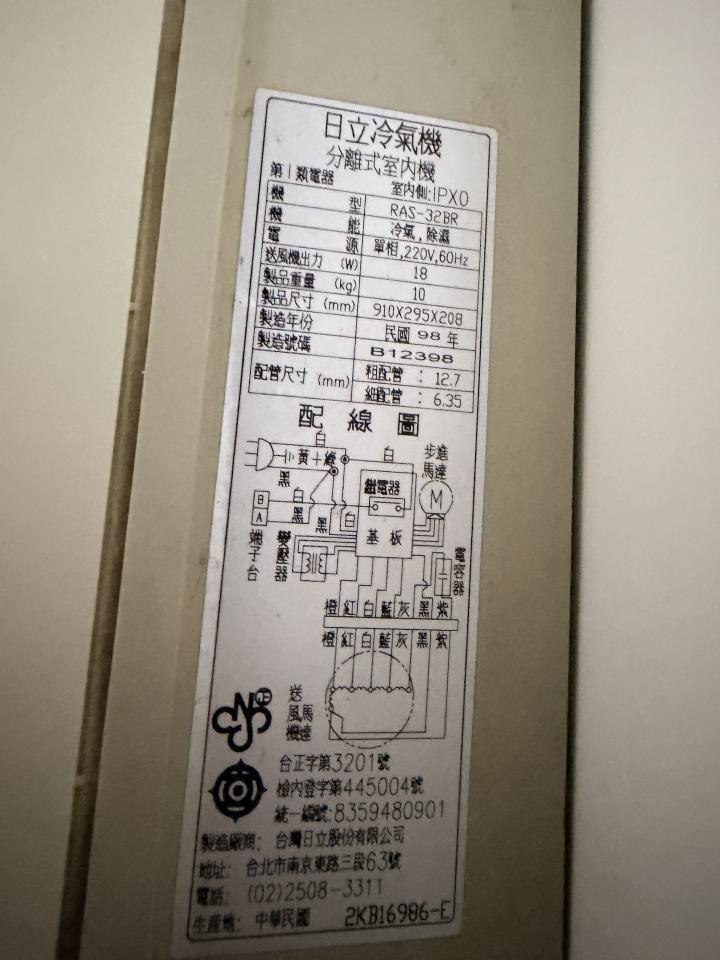 日立冷氣機
分離式室內機
第I類電器 室內側:IPX0
機型 RAS-32BR
機能 冷氣,除濕
電源 單相,220V,60Hz
送風機出力 (W) 18
製品重量 (kg) 10
製品尺寸 (mm) 910X295X208
製造年份 民國 98 年
製造號碼 B12398
配管尺寸 (mm) 粗配管 : 12.7
細配管 : 6.35
配線圖
白
白
步進馬達
黃+綠
黑
繼電器
M
B
白
A
黑
黑
白
基板
端子台
變壓器
電容器
橙 紅 白 藍 灰 黑 紫
橙 紅 白 藍 灰 黑 紫
正
送風機馬達
台正字第3201號
檢內登字第445004號
統一編號:8359480901
製造廠商: 台灣日立股份有限公司
地址: 台北市南京東路三段63號
電話: (02)2508-3311
生產地: 中華民國 2KB16986-E